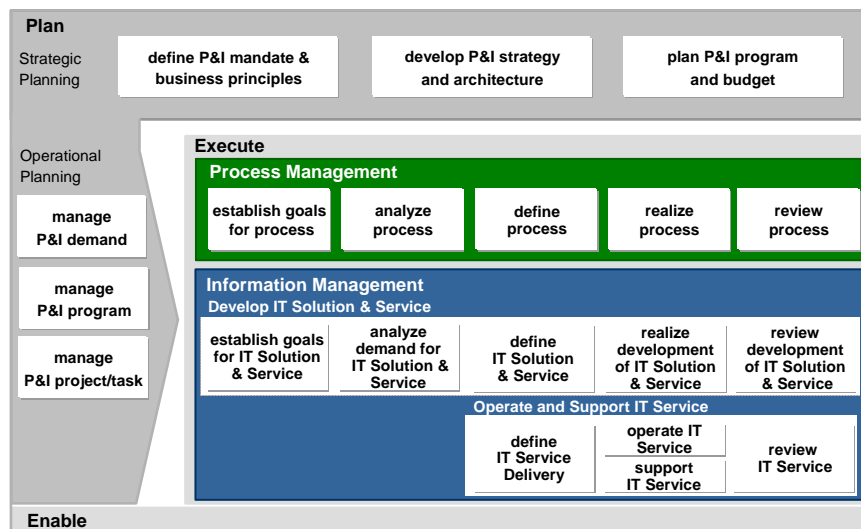 Plan
Strategic
Planning
define P&I mandate &
business principles
develop P&I strategy
and architecture
plan P&I program
and budget
Operational
Planning
manage
P&I demand
manage
P&I program
manage
P&I project/task
Execute
Process Management
establish goals
for process
analyze
process
define
process
realize
process
review
process
Information Management
Develop IT Solution & Service
establish goals
for IT Solution
& Service
analyze
demand for
IT Solution &
Service
define
IT Solution
& Service
realize
development
of IT Solution
& Service
review
development
of IT Solution
& Service
Operate and Support IT Service
define
IT Service
Delivery
operate IT
Service
support
IT Service
review
IT Service
Enable